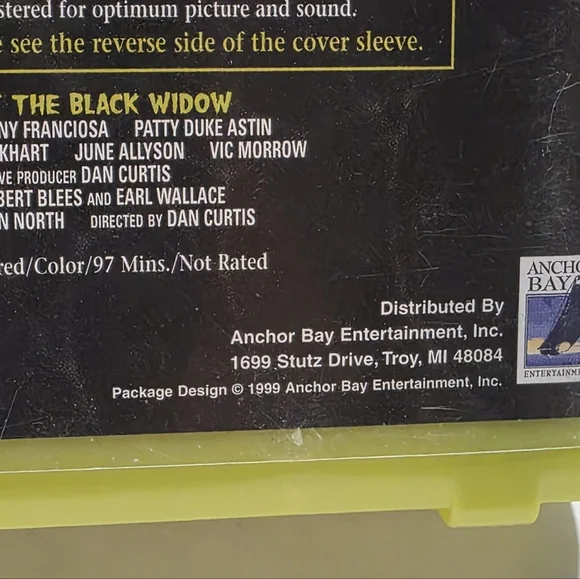 stered for optimum picture and sound.
see the reverse side of the cover sleeve.
THE BLACK WIDOW
NY FRANCIOSA PATTY DUKE ASTIN
KHART JUNE ALLYSON VIC MORROW
VE PRODUCER DAN CURTIS
BERT BLEES AND EARL WALLACE
N NORTH DIRECTED BY DAN CURTIS
red/Color/97 Mins./Not Rated
Distributed By
Anchor Bay Entertainment, Inc.
1699 Stutz Drive, Troy, MI 48084
Package Design © 1999 Anchor Bay Entertainment, Inc.
ANCHO
BAY
ENTERTAINME